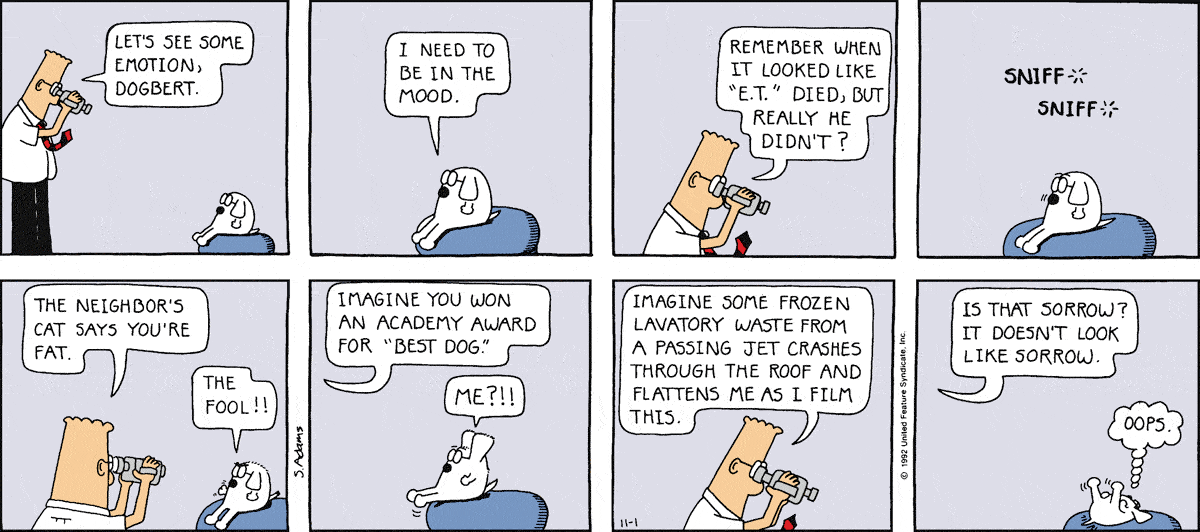 LET'S SEE SOME
EMOTION,
DOGBERT.
I NEED TO
BE IN THE
MOOD.
REMEMBER WHEN
IT LOOKED LIKE
"E.T." DIED, BUT
REALLY HE
DIDN'T?
SNIFF
SNIFF
THE NEIGHBOR'S
CAT SAYS YOU'RE
FAT.
THE
FOOL!!
S.Adams
IMAGINE YOU WON
AN ACADEMY AWARD
FOR "BEST DOG."
ME?!!
IMAGINE SOME FROZEN
LAVATORY WASTE FROM
A PASSING JET CRASHES
THROUGH THE ROOF AND
FLATTENS ME AS I FILM
THIS.
11-1
© 1992 United Feature Syndicate, Inc.
IS THAT SORROW?
IT DOESN'T LOOK
LIKE SORROW.
OOPS.